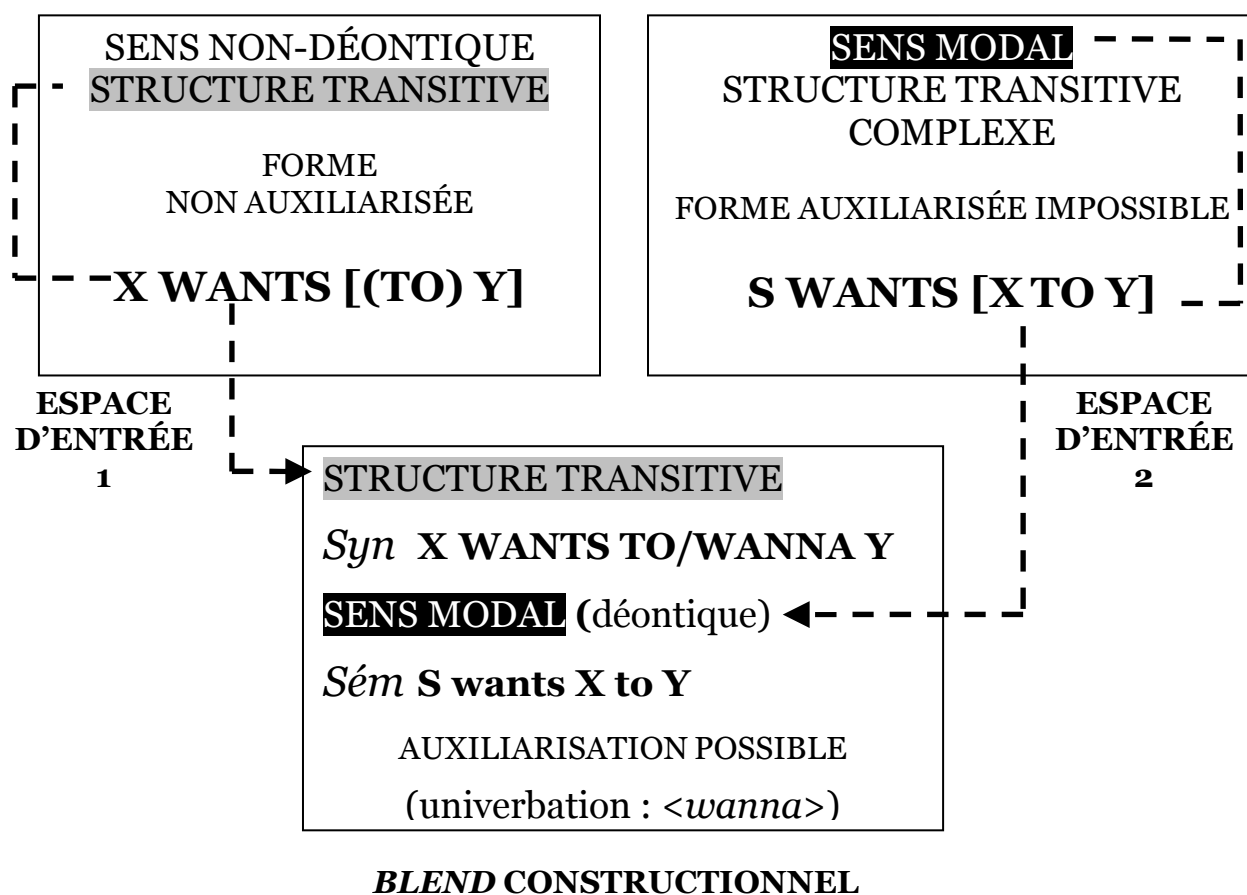 SENS NON-DÉONTIQUE
STRUCTURE TRANSITIVE
FORME
NON AUXILIARISÉE
X WANTS [(TO) Y]
SENS MODAL
STRUCTURE TRANSITIVE
COMPLEXE
FORME AUXILIARISÉE IMPOSSIBLE
S WANTS [X TO Y]
ESPACE
D’ENTRÉE
1
ESPACE
D’ENTRÉE
2
STRUCTURE TRANSITIVE
Syn X WANTS TO/WANNA Y
SENS MODAL (déontique)
Sém S wants X to Y
AUXILIARISATION POSSIBLE
(univerbation : <wanna>)
BLEND CONSTRUCTIONNEL